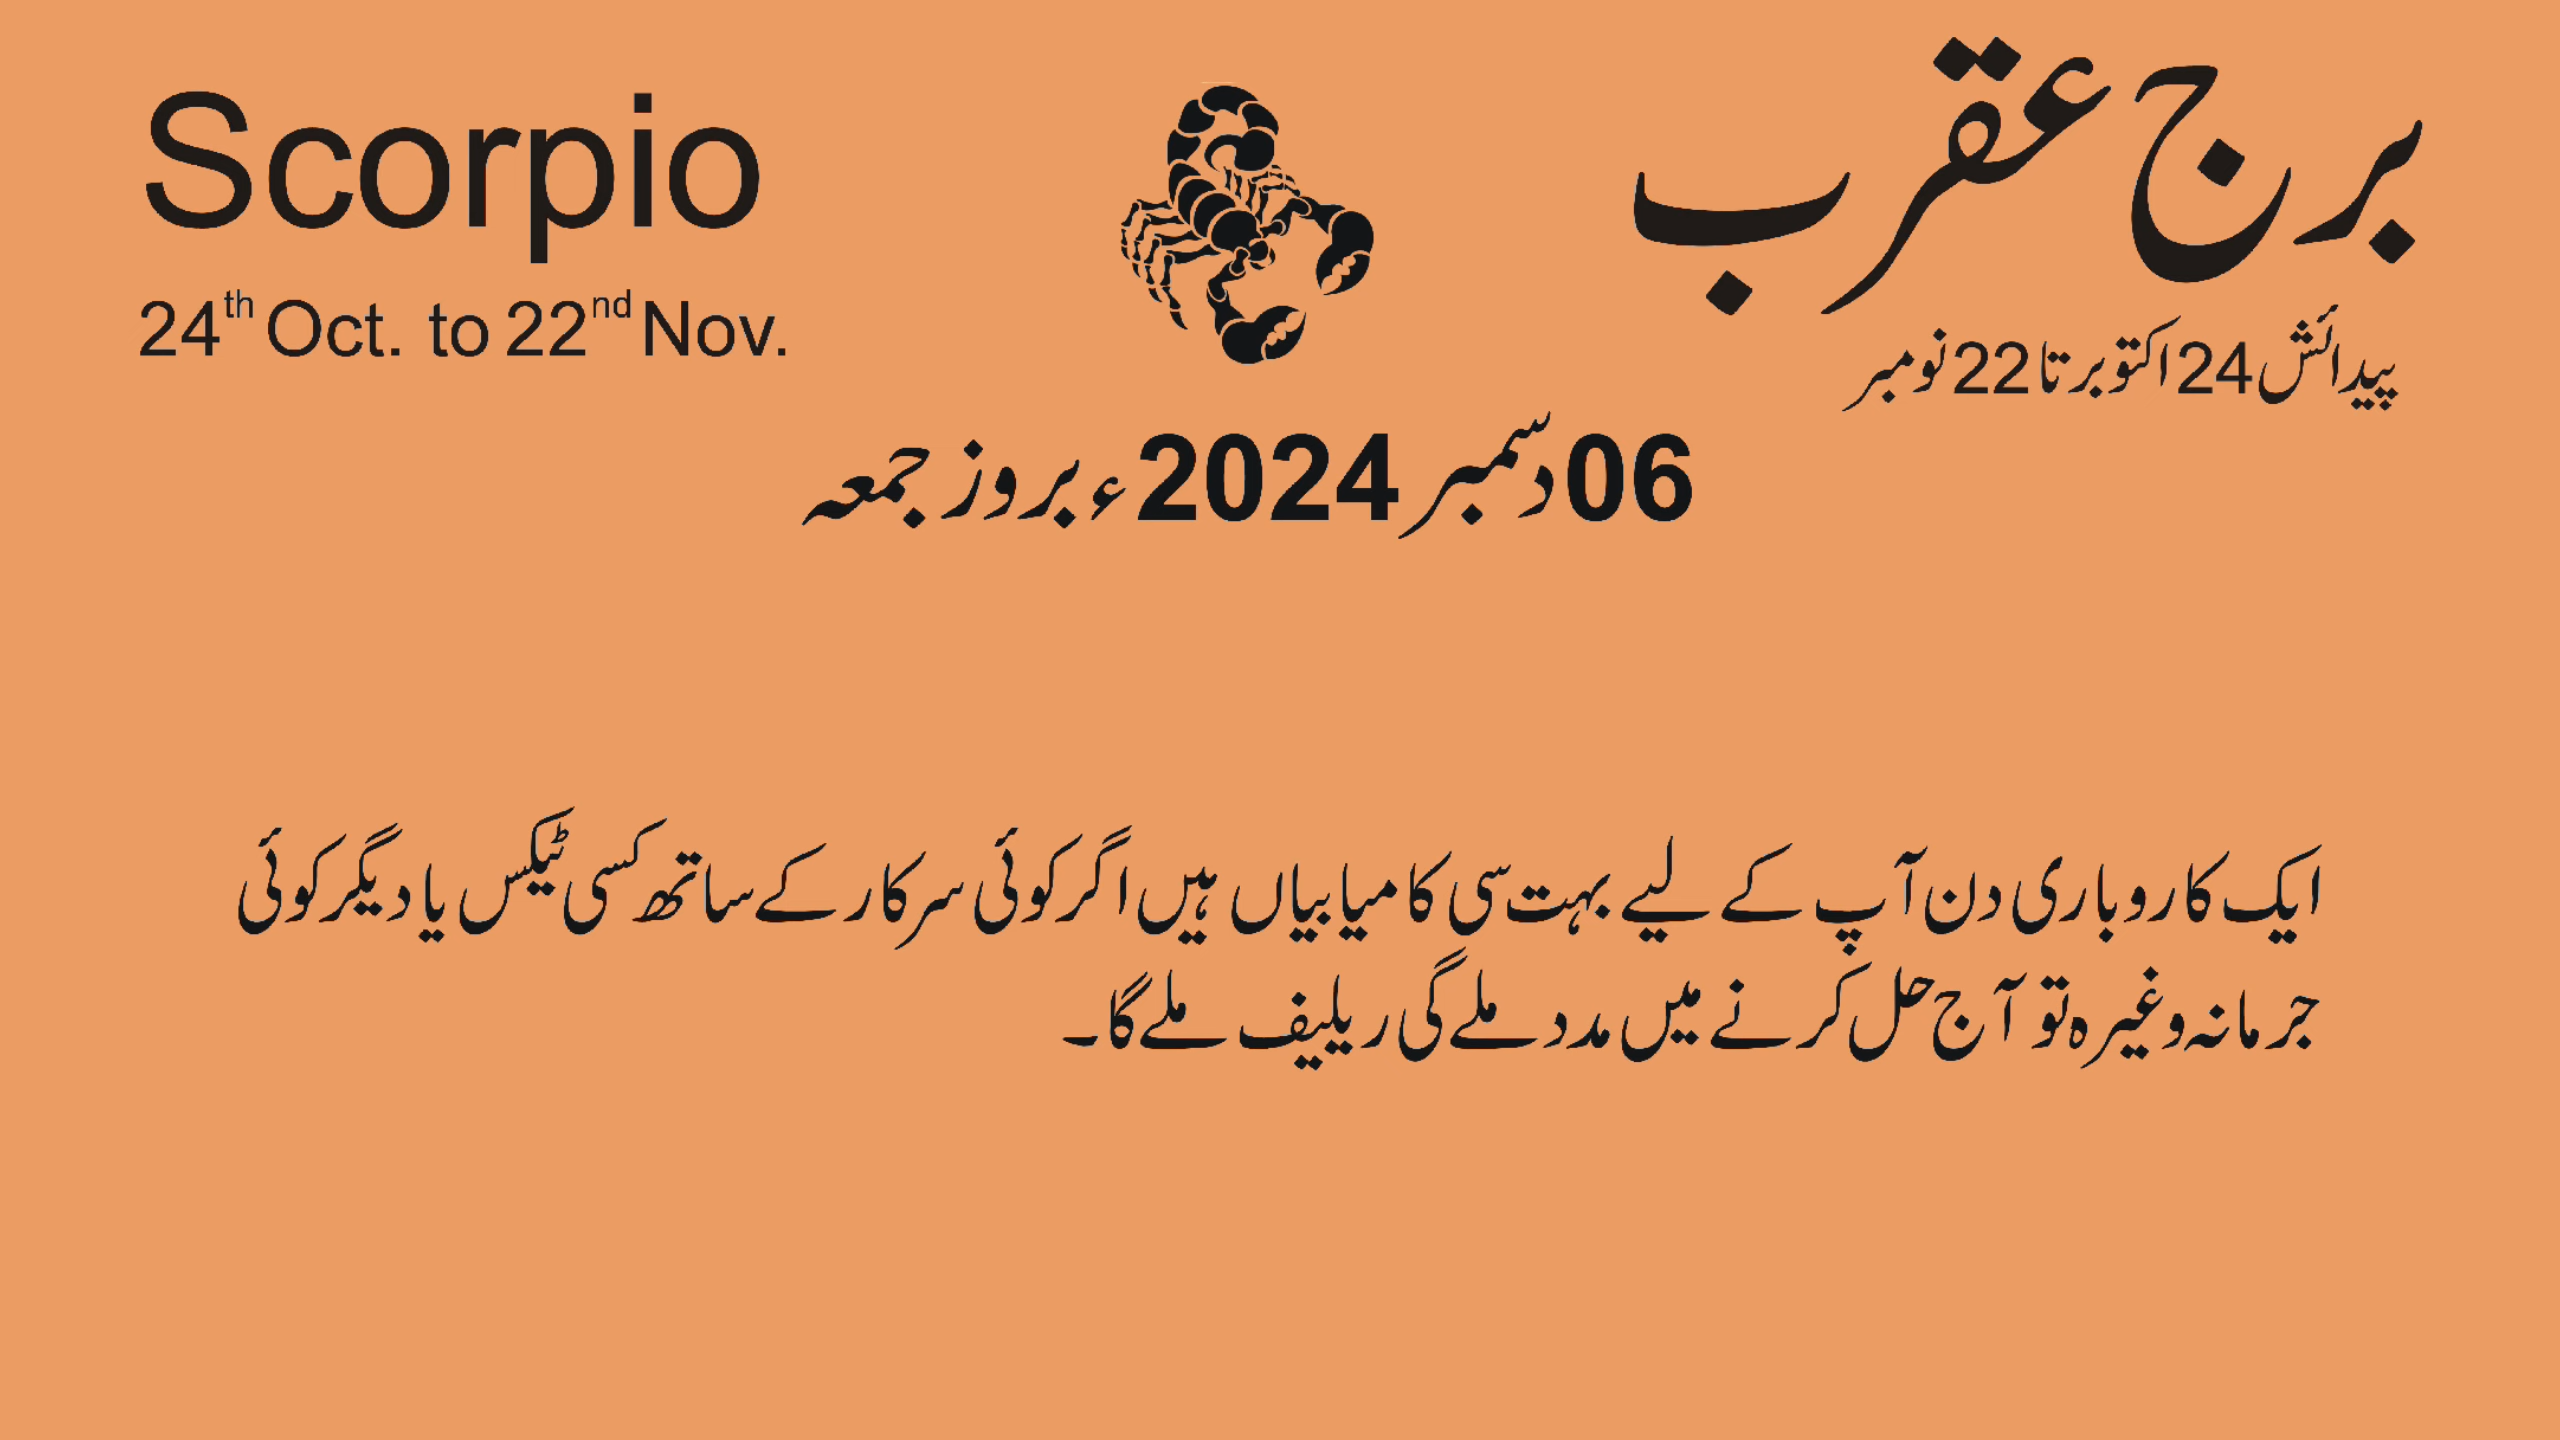 Scorpio
برج عقرب
24th Oct. to 22nd Nov.
پیدائش 24 اکتوبر تا 22 نومبر
06 دسمبر 2024ء بروز جمعہ
ایک کاروباری دن آپ کے لیے بہت سی کامیابیاں ہیں اگر کوئی سرکار کے ساتھ کسی ٹیکس یا دیگر کوئی
جرمانہ وغیرہ تو آج حل کرنے میں مدد ملے گی ریلیف ملے گا۔